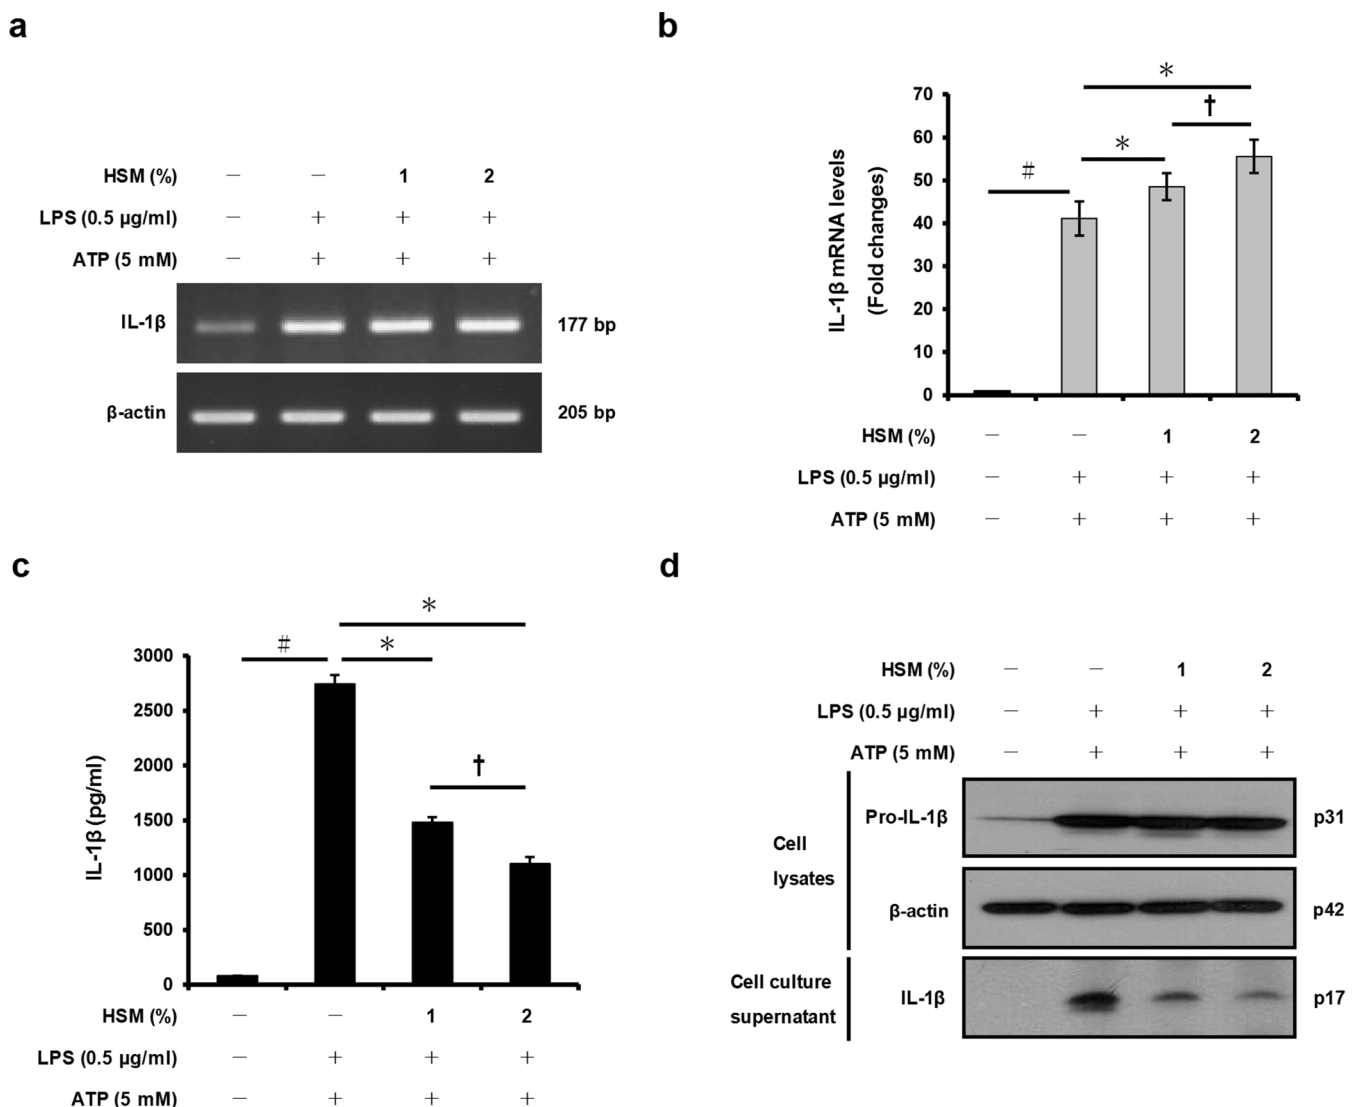 a
HSM (%) – – 1 2
LPS (0.5 µg/ml) – + + +
ATP (5 mM) – + + +
IL-1β 177 bp
β-actin 205 bp
b
* † * #
70
60
50
40
30
20
10
0
IL-1β mRNA levels
(Fold changes)
HSM (%) – – 1 2
LPS (0.5 µg/ml) – + + +
ATP (5 mM) – + + +
c
*
# *
†
3000
2500
2000
1500
1000
500
0
IL-1β (pg/ml)
HSM (%) – – 1 2
LPS (0.5 µg/ml) – + + +
ATP (5 mM) – + + +
d
HSM (%) – – 1 2
LPS (0.5 µg/ml) – + + +
ATP (5 mM) – + + +
Cell
lysates
Pro-IL-1β p31
β-actin p42
Cell culture
supernatant
IL-1β p17